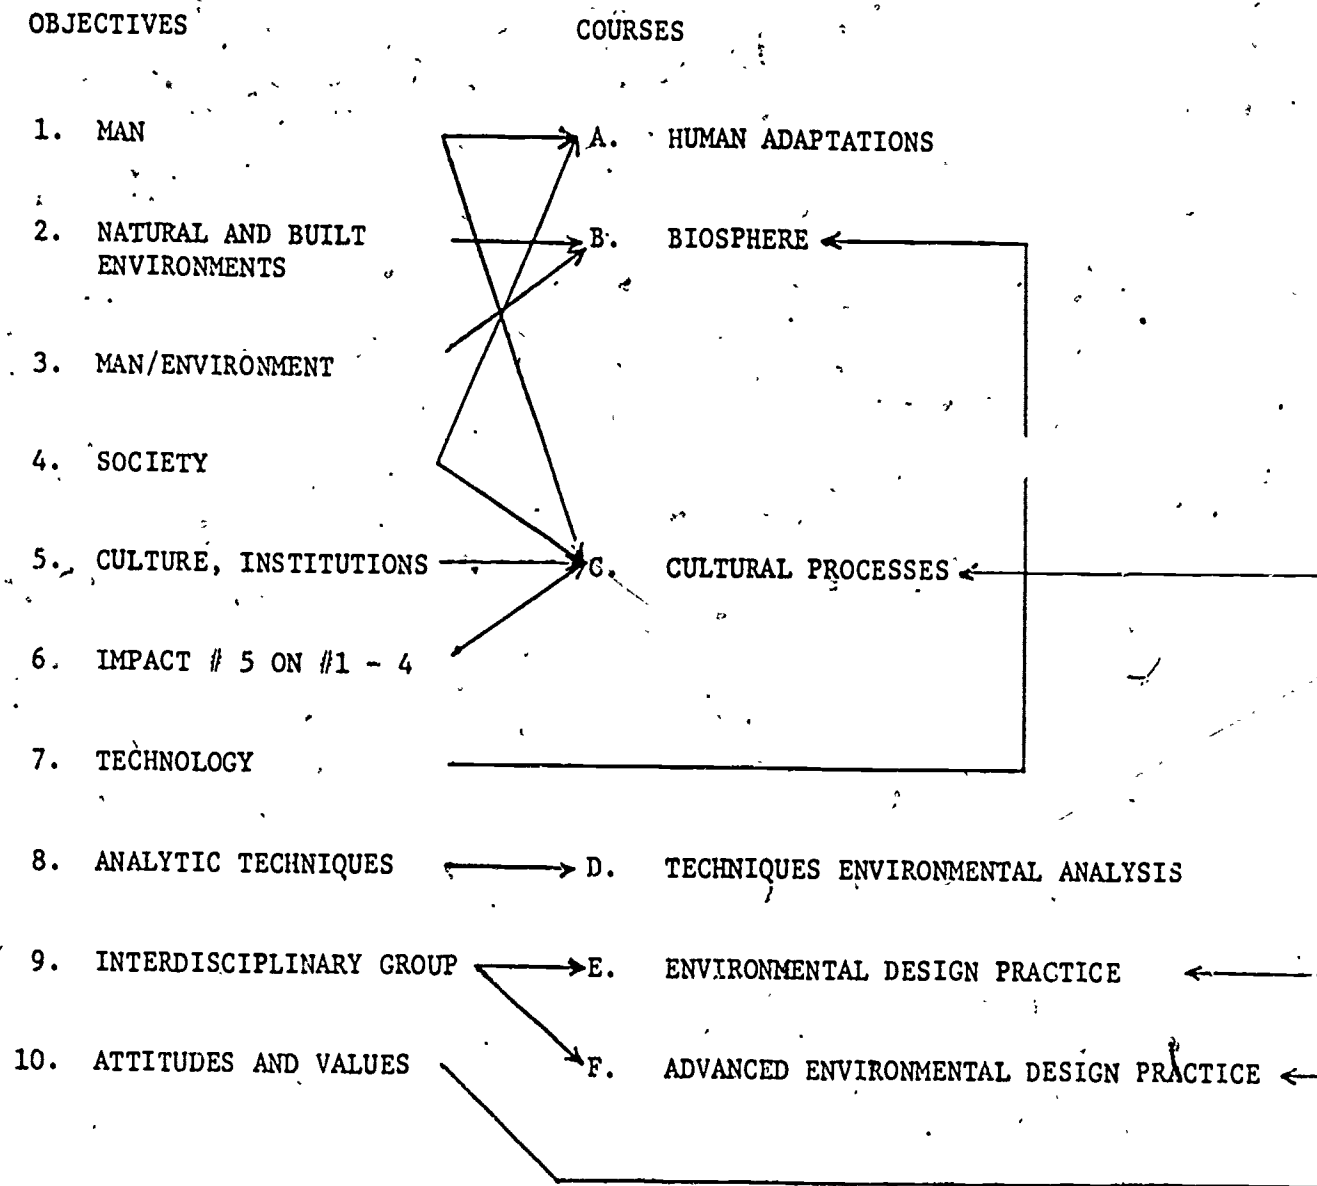 OBJECTIVES COURSES
1. MAN A. HUMAN ADAPTATIONS
2. NATURAL AND BUILT B. BIOSPHERE
ENVIRONMENTS
3. MAN/ENVIRONMENT
4. SOCIETY
5. CULTURE, INSTITUTIONS C. CULTURAL PROCESSES
6. IMPACT # 5 ON #1 - 4
7. TECHNOLOGY
8. ANALYTIC TECHNIQUES D. TECHNIQUES ENVIRONMENTAL ANALYSIS
9. INTERDISCIPLINARY GROUP E. ENVIRONMENTAL DESIGN PRACTICE
10. ATTITUDES AND VALUES F. ADVANCED ENVIRONMENTAL DESIGN PRACTICE